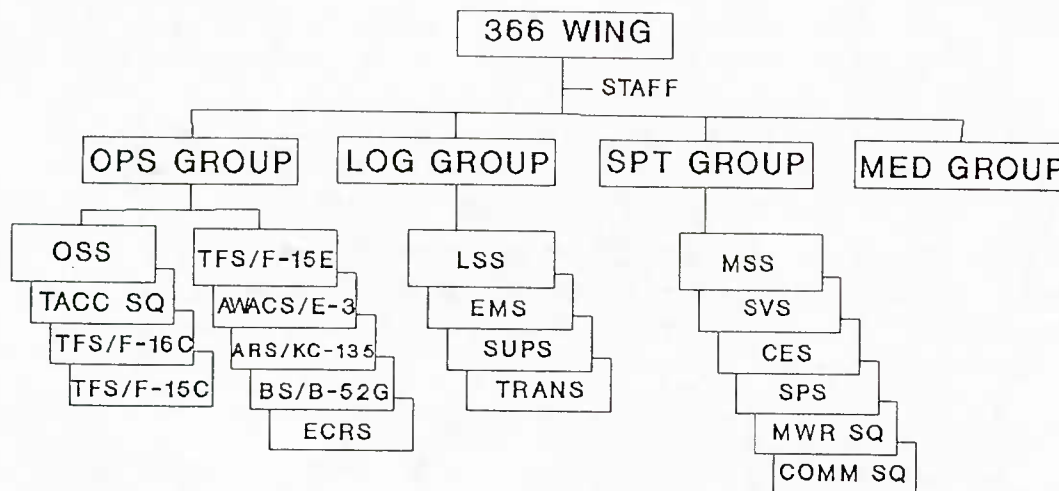 366 WING
STAFF
OPS GROUP
LOG GROUP
SPT GROUP
MED GROUP
OSS
TACC SQ
TFS/F-16C
TFS/F-15C
TFS/F-15E
AWACS/E-3
ARS/KC-135
BS/B-52G
ECRS
LSS
EMS
SUPS
TRANS
MSS
SVS
CES
SPS
MWR SQ
COMM SQ